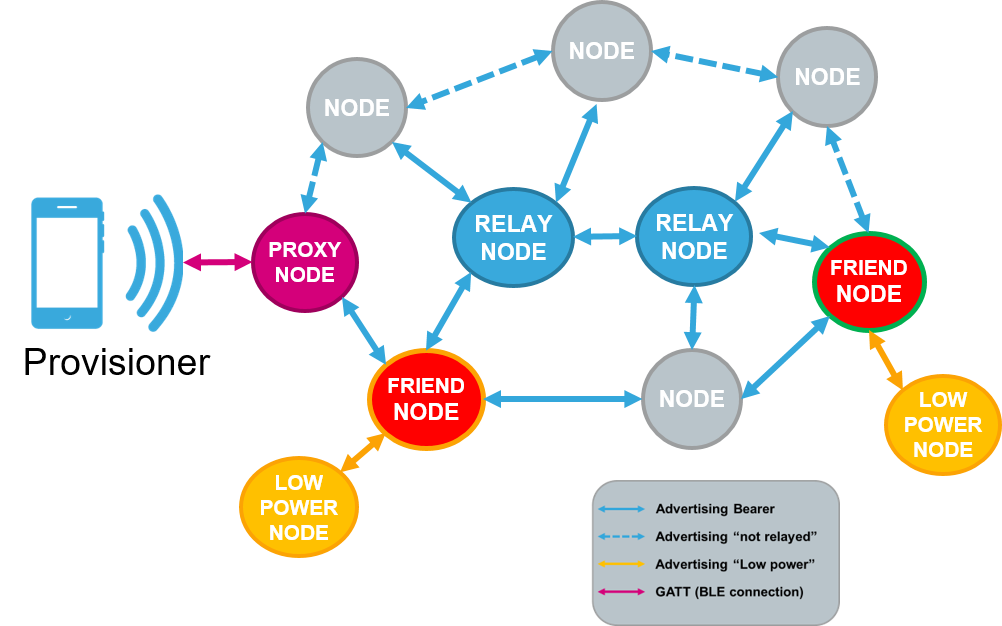 NODE
NODE
NODE
RELAY
NODE
RELAY
NODE
PROXY
NODE
FRIEND
NODE
Provisioner
FRIEND
NODE
NODE
LOW
POWER
NODE
LOW
POWER
NODE
Advertising Bearer
Advertising “not relayed”
Advertising “Low power”
GATT (BLE connection)